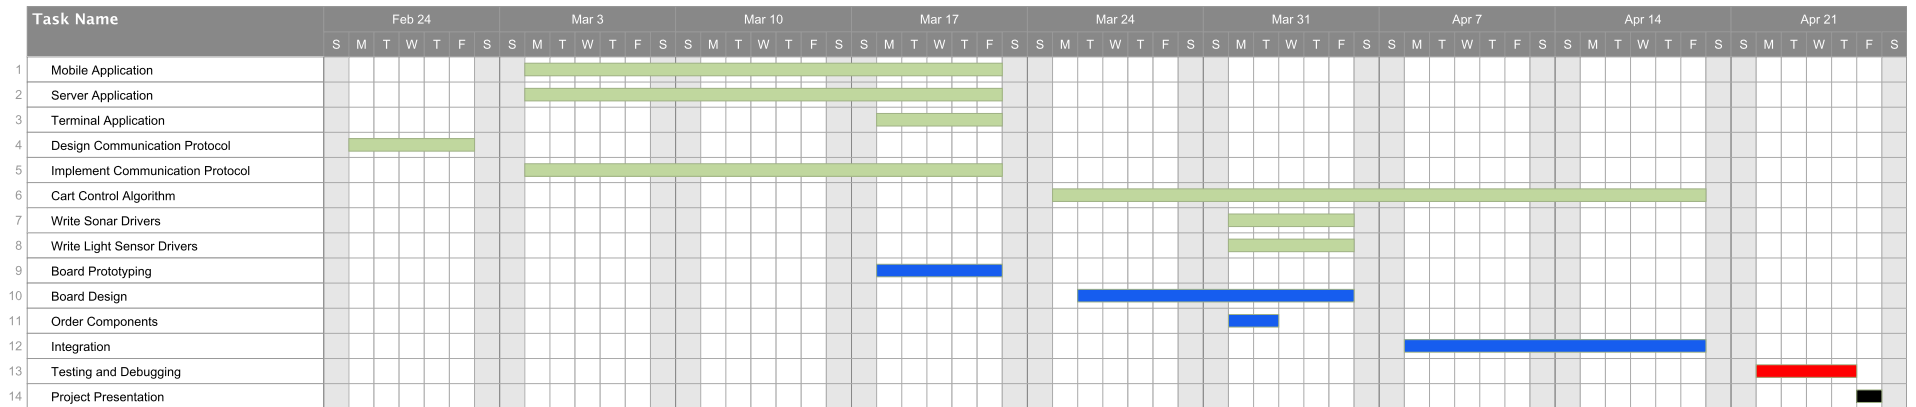 Task Name Feb 24 Mar 3 Mar 10 Mar 17 Mar 24 Mar 31 Apr 7 Apr 14 Apr 21
S M T W T F S S M T W T F S S M T W T F S S M T W T F S S M T W T F S S M T W T F S S M T W T F S S M T W T F S S M T W T F S
1 Mobile Application
2 Server Application
3 Terminal Application
4 Design Communication Protocol
5 Implement Communication Protocol
6 Cart Control Algorithm
7 Write Sonar Drivers
8 Write Light Sensor Drivers
9 Board Prototyping
10 Board Design
11 Order Components
12 Integration
13 Testing and Debugging
14 Project Presentation